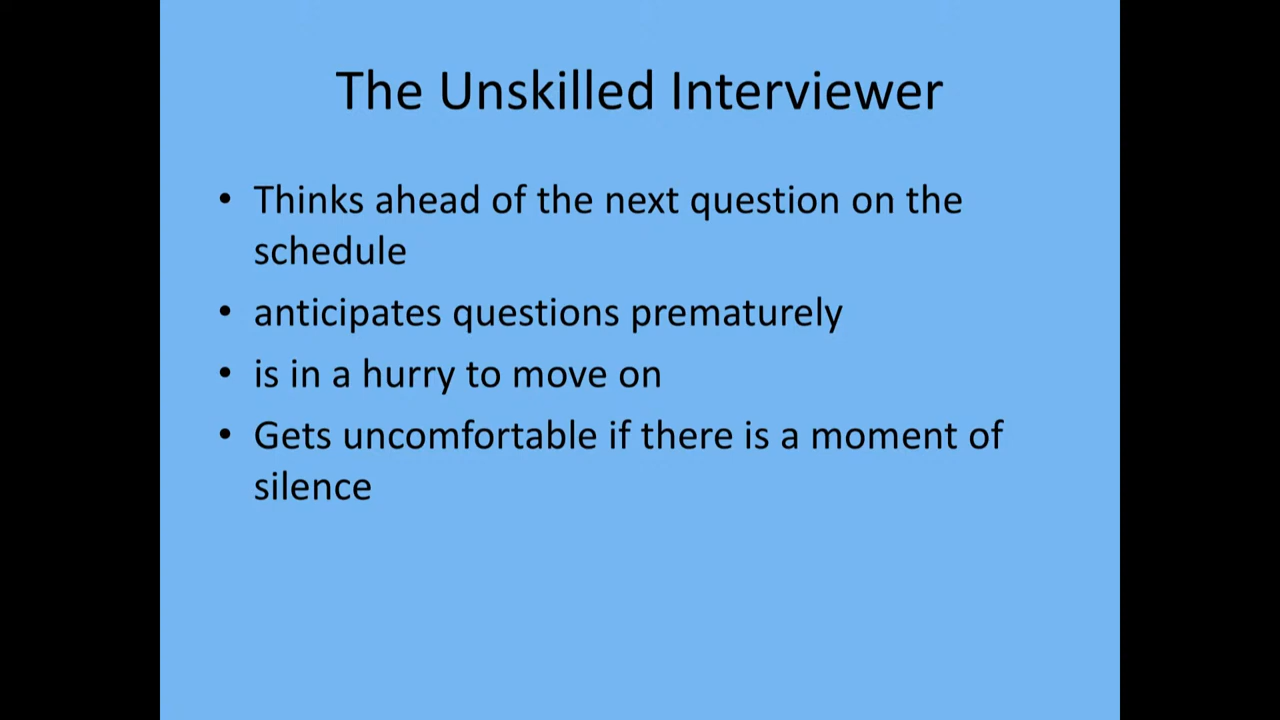 The Unskilled Interviewer
• Thinks ahead of the next question on the
schedule
• anticipates questions prematurely
• is in a hurry to move on
• Gets uncomfortable if there is a moment of
silence